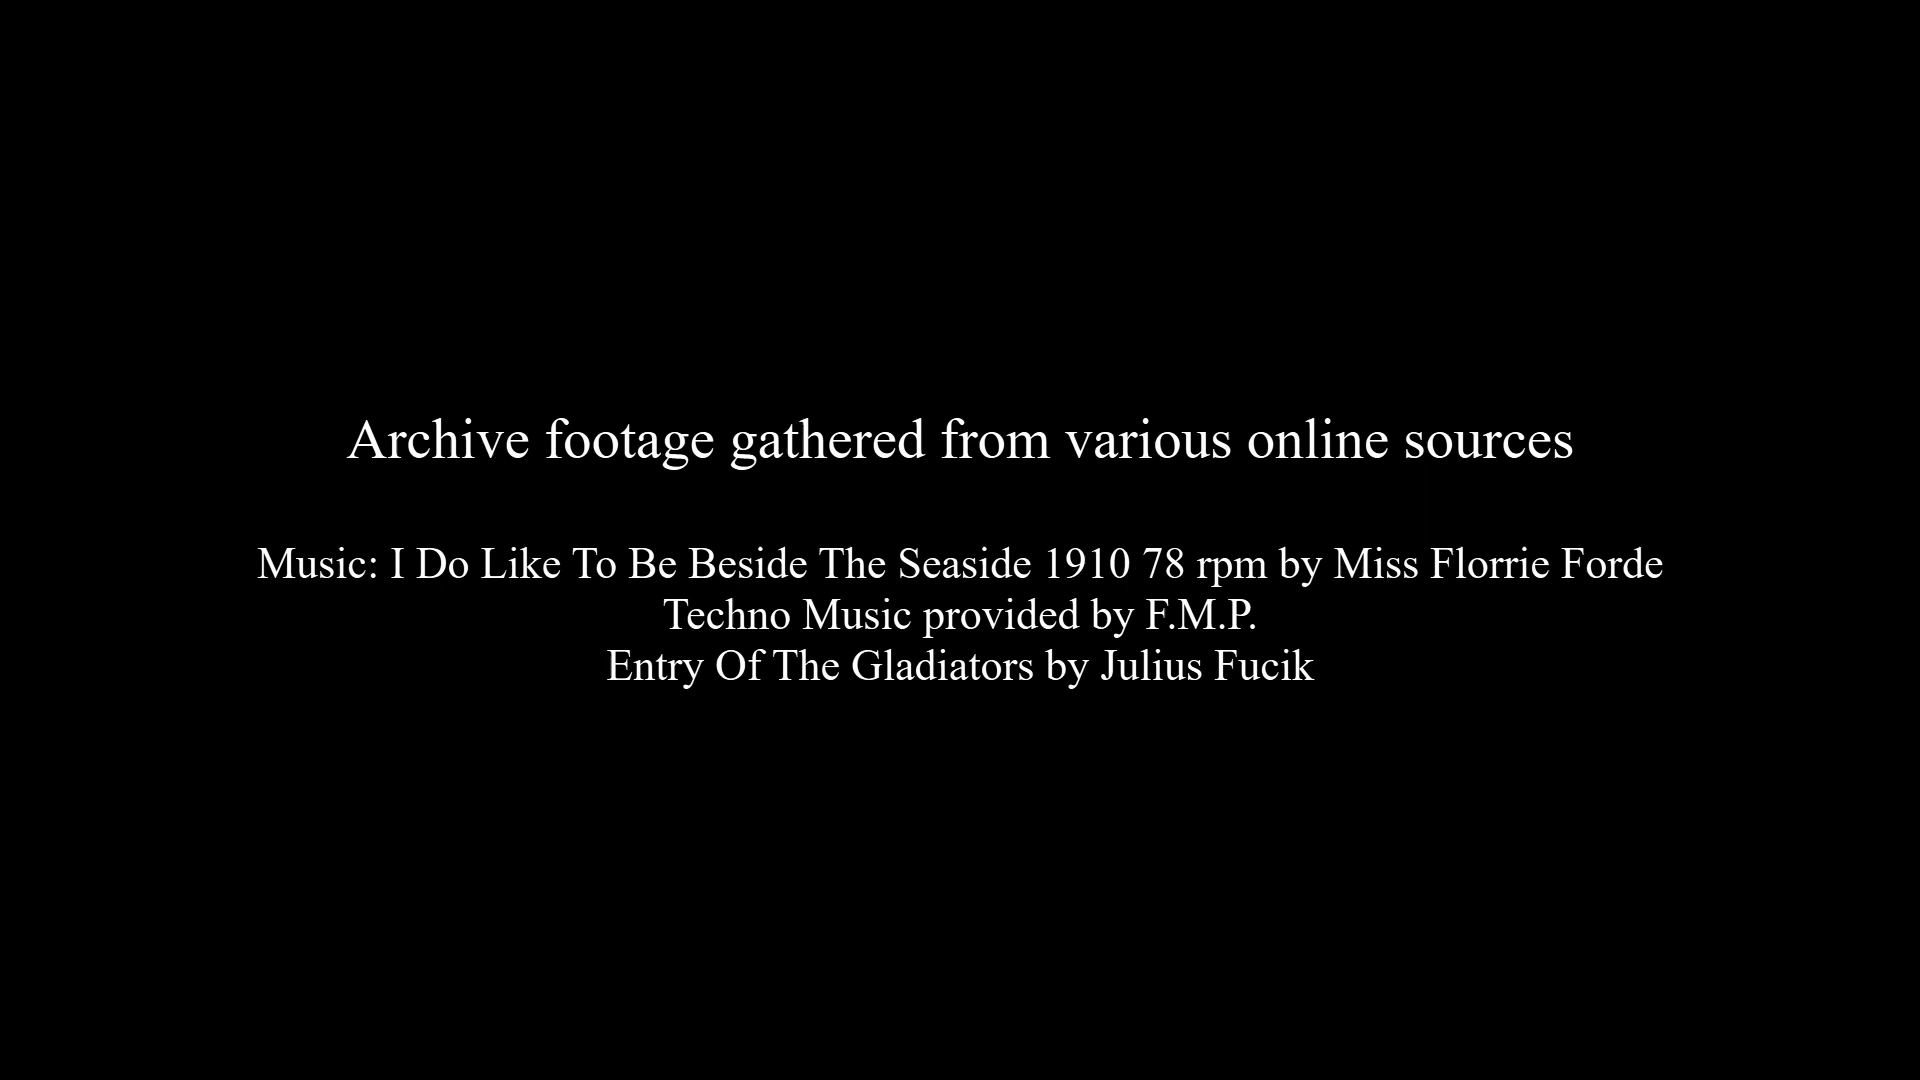 Archive footage gathered from various online sources
Music: I Do Like To Be Beside The Seaside 1910 78 rpm by Miss Florrie Forde
Techno Music provided by F.M.P.
Entry Of The Gladiators by Julius Fucik